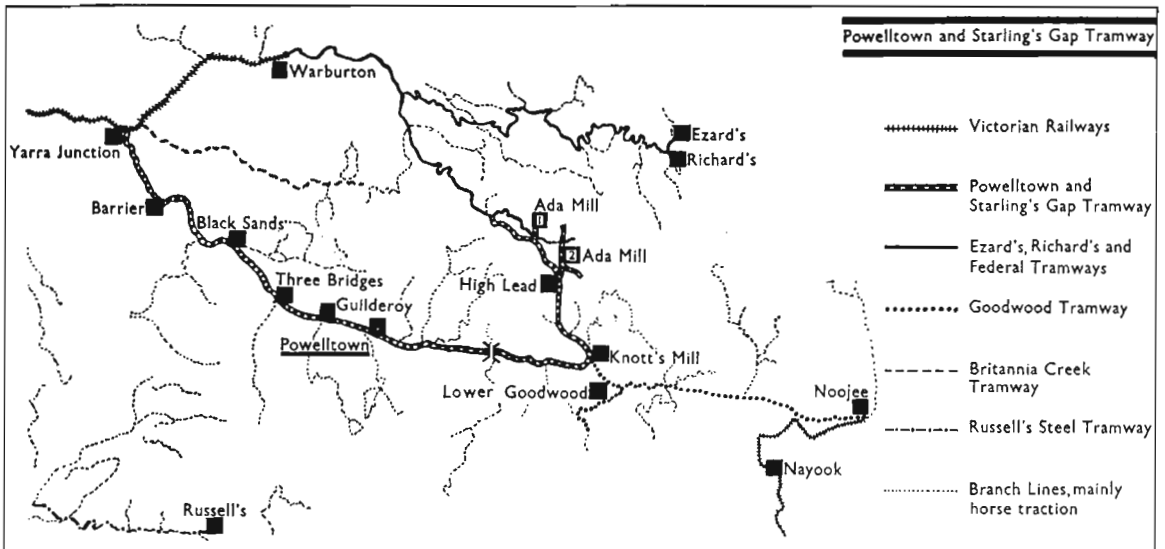 Powelltown and Starling's Gap Tramway
Warburton
Yarra Junction
Ezard's
Richard's
Barrier
Black Sands
Ada Mill
1
2
Ada Mill
High Lead
Three Bridges
Guilderoy
Powelltown
Knott's Mill
Lower Goodwood
Noojee
Nayook
Russell's
Victorian Railways
Powelltown and
Starling's Gap Tramway
Ezard's, Richard's and
Federal Tramways
Goodwood Tramway
Britannia Creek
Tramway
Russell's Steel Tramway
Branch Lines, mainly
horse traction